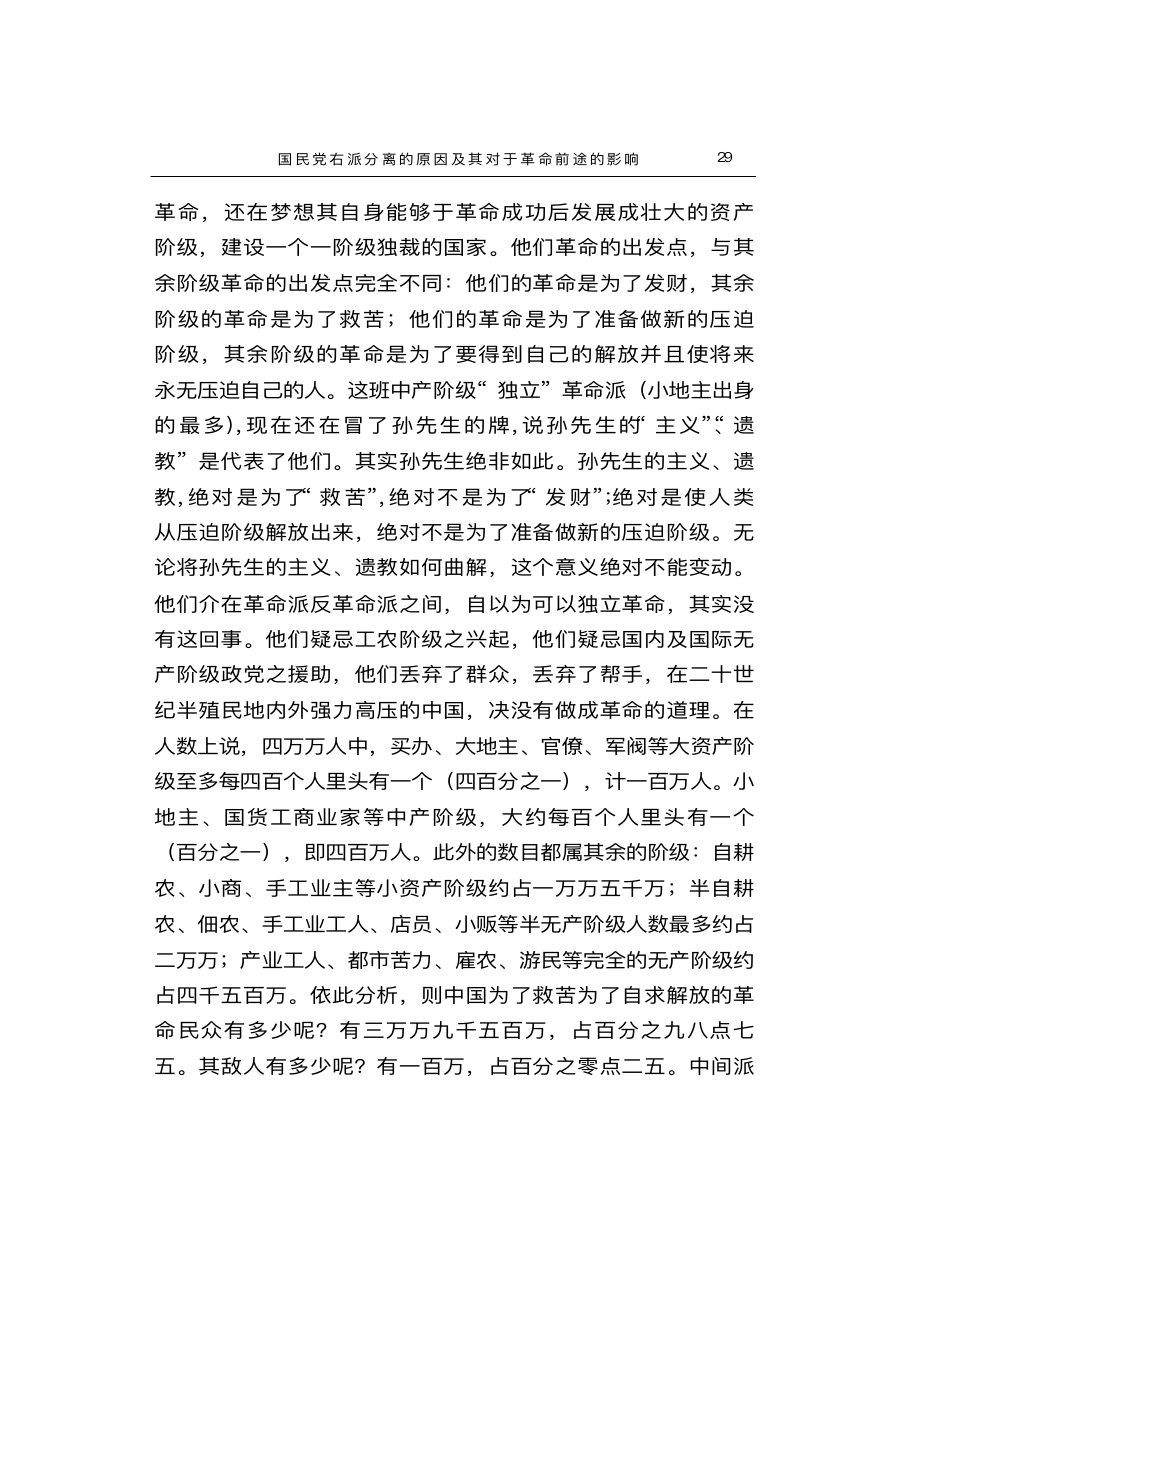 国民党右派分离的原因及其对于革命前途的影响 29
革命，还在梦想其自身能够于革命成功后发展成壮大的资产
阶级，建设一个一阶级独裁的国家。他们革命的出发点，与其
余阶级革命的出发点完全不同：他们的革命是为了发财，其余
阶级的革命是为了救苦；他们的革命是为了准备做新的压迫
阶级，其余阶级的革命是为了要得到自己的解放并且使将来
永无压迫自己的人。这班中产阶级“独立”革命派（小地主出身
的最多），现在还在冒了孙先生的牌，说孙先生的“主义”、“遗
教”是代表了他们。其实孙先生绝非如此。孙先生的主义、遗
教，绝对是为了“救苦”，绝对不是为了“发财”；绝对是使人类
从压迫阶级解放出来，绝对不是为了准备做新的压迫阶级。无
论将孙先生的主义、遗教如何曲解，这个意义绝对不能变动。
他们介在革命派反革命派之间，自以为可以独立革命，其实没
有这回事。他们疑忌工农阶级之兴起，他们疑忌国内及国际无
产阶级政党之援助，他们丢弃了群众，丢弃了帮手，在二十世
纪半殖民地内外强力高压的中国，决没有做成革命的道理。在
人数上说，四万万人中，买办、大地主、官僚、军阀等大资产阶
级至多每四百个人里头有一个（四百分之一），计一百万人。小
地主、国货工商业家等中产阶级，大约每百个人里头有一个
（百分之一），即四百万人。此外的数目都属其余的阶级：自耕
农、小商、手工业主等小资产阶级约占一万万五千万；半自耕
农、佃农、手工业工人、店员、小贩等半无产阶级人数最多约占
二万万；产业工人、都市苦力、雇农、游民等完全的无产阶级约
占四千五百万。依此分析，则中国为了救苦为了自求解放的革
命民众有多少呢？有三万万九千五百万，占百分之九八点七
五。其敌人有多少呢？有一百万，占百分之零点二五。中间派